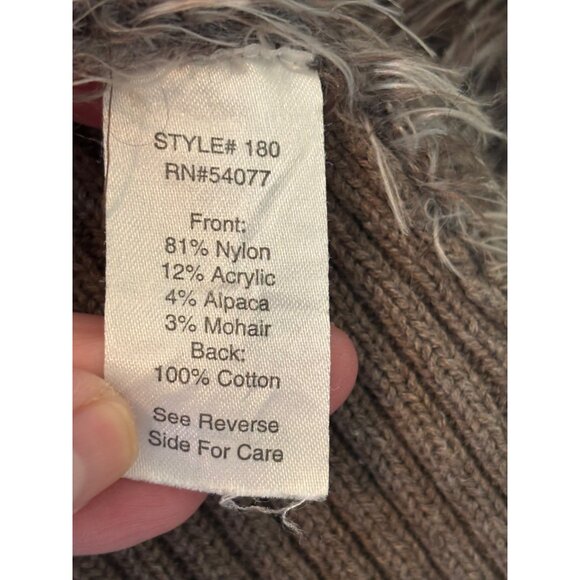 STYLE# 180
RN#54077
Front:
81% Nylon
12% Acrylic
4% Alpaca
3% Mohair
Back:
100% Cotton
See Reverse
Side For Care